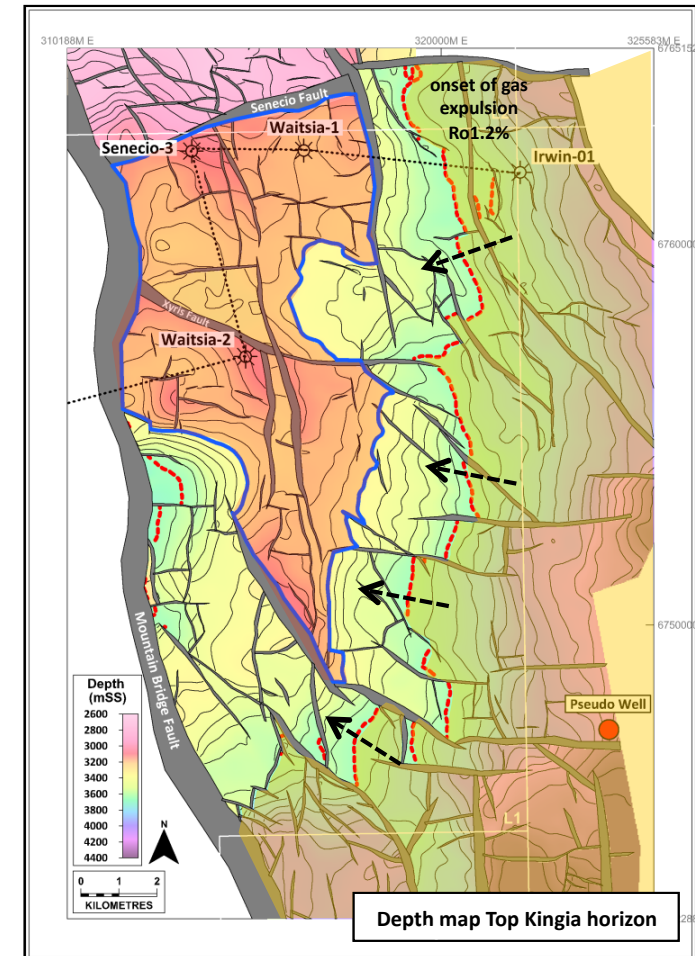 310188M E
320000M E
325583M E
6765152
onset of gas
expulsion
Ro1.2%
Senecio Fault
Waitsia-1
Senecio-3
Irwin-01
6760000
Xyris Fault
Waitsia-2
6750000
Mountain Bridge Fault
Depth
(mSS)
2600
2800
3000
3200
3400
3600
3800
4000
4200
4400
Pseudo Well
L1
N
0 1 2
KILOMETRES
Depth map Top Kingia horizon